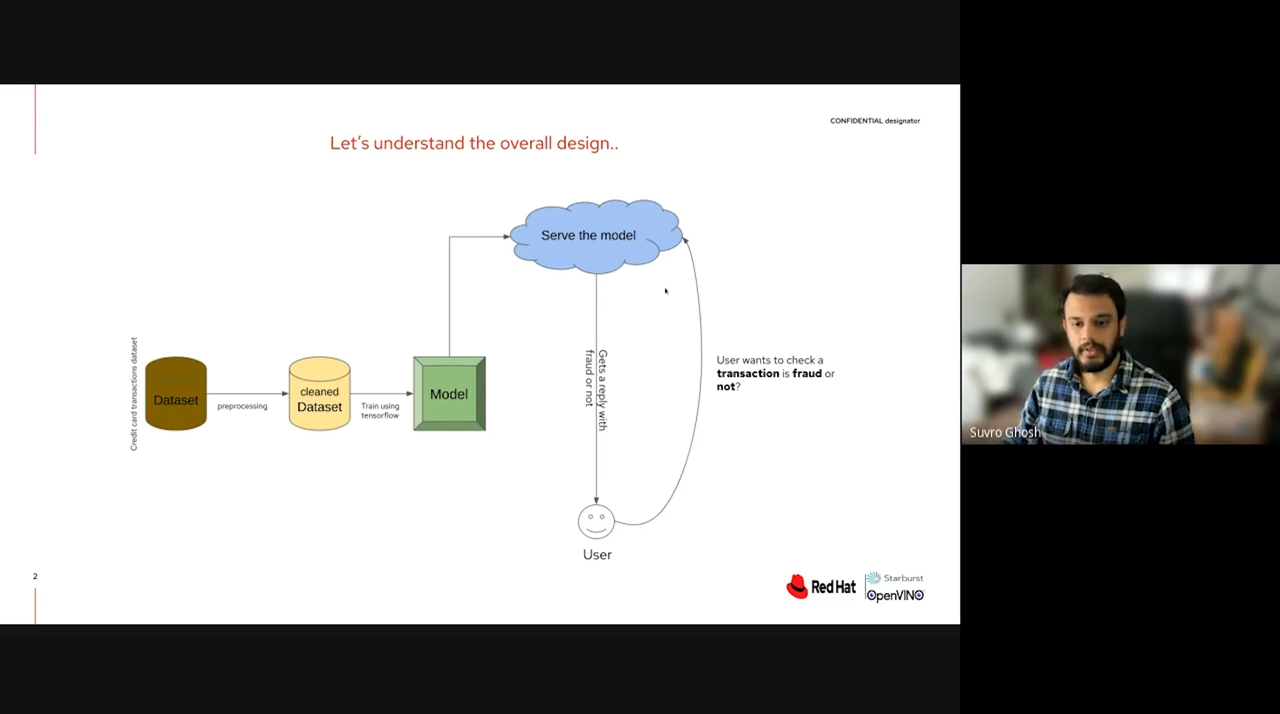 CONFIDENTIAL designator
Let's understand the overall design..
Serve the model
Credit card transactions dataset
Dataset
preprocessing
cleaned
Dataset
Train using
tensorflow
Model
Gets a reply with
fraud or not
User wants to check a
transaction is fraud or
not?
User
2
Red Hat
Starburst
OpenVINO
Suvro Ghosh